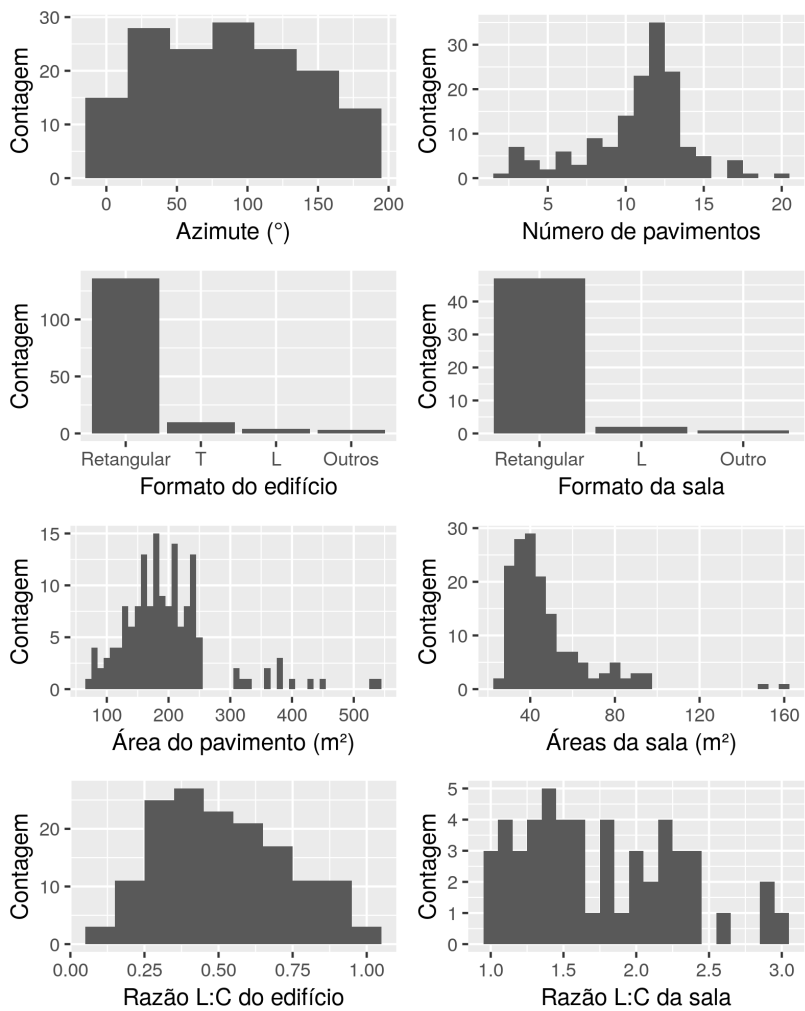 Contagem
30
20
10
0
0 50 100 150 200
Azimute (°)
Contagem
30
20
10
0
5 10 15 20
Número de pavimentos
Contagem
100
50
0
Retangular T L Outros
Formato do edifício
Contagem
40
30
20
10
0
Retangular L Outro
Formato da sala
Contagem
15
10
5
0
100 200 300 400 500
Área do pavimento (m²)
Contagem
30
20
10
0
40 80 120 160
Áreas da sala (m²)
Contagem
20
10
0
0.00 0.25 0.50 0.75 1.00
Razão L:C do edifício
Contagem
5
4
3
2
1
0
1.0 1.5 2.0 2.5 3.0
Razão L:C da sala